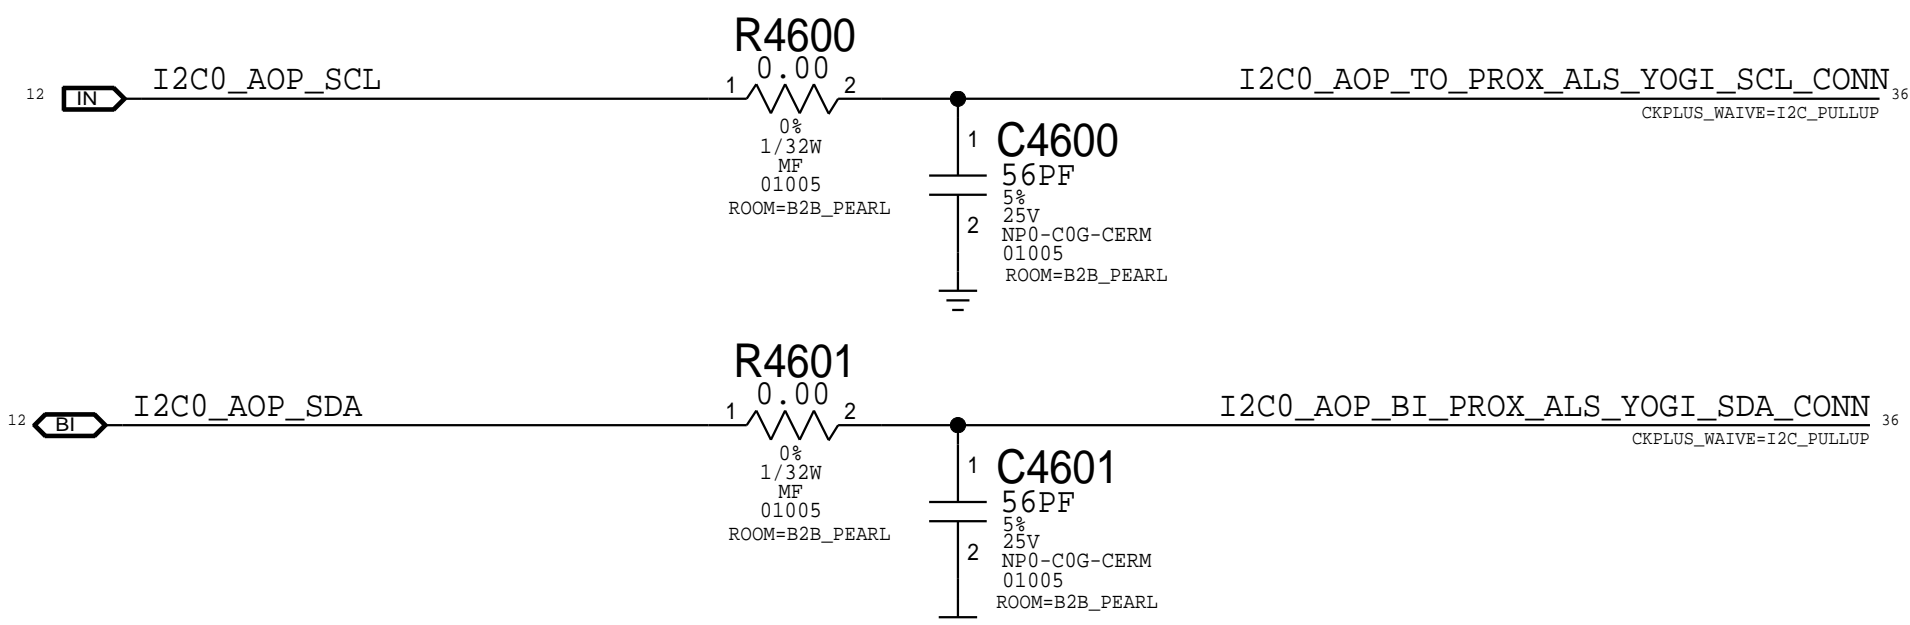 R4600
0.00
I2C0_AOP_SCL
I2C0_AOP_TO_PROX_ALS_YOGI_SCL_CONN
12
IN
1
2
36
CKPLUS_WAIVE=I2C_PULLUP
0%
1/32W
MF
01005
ROOM=B2B_PEARL
1
C4600
56PF
5%
25V
2
NP0-C0G-CERM
01005
ROOM=B2B_PEARL
R4601
0.00
I2C0_AOP_SDA
I2C0_AOP_BI_PROX_ALS_YOGI_SDA_CONN
12
BI
1
2
36
CKPLUS_WAIVE=I2C_PULLUP
0%
1/32W
MF
01005
ROOM=B2B_PEARL
1
C4601
56PF
5%
25V
2
NP0-C0G-CERM
01005
ROOM=B2B_PEARL